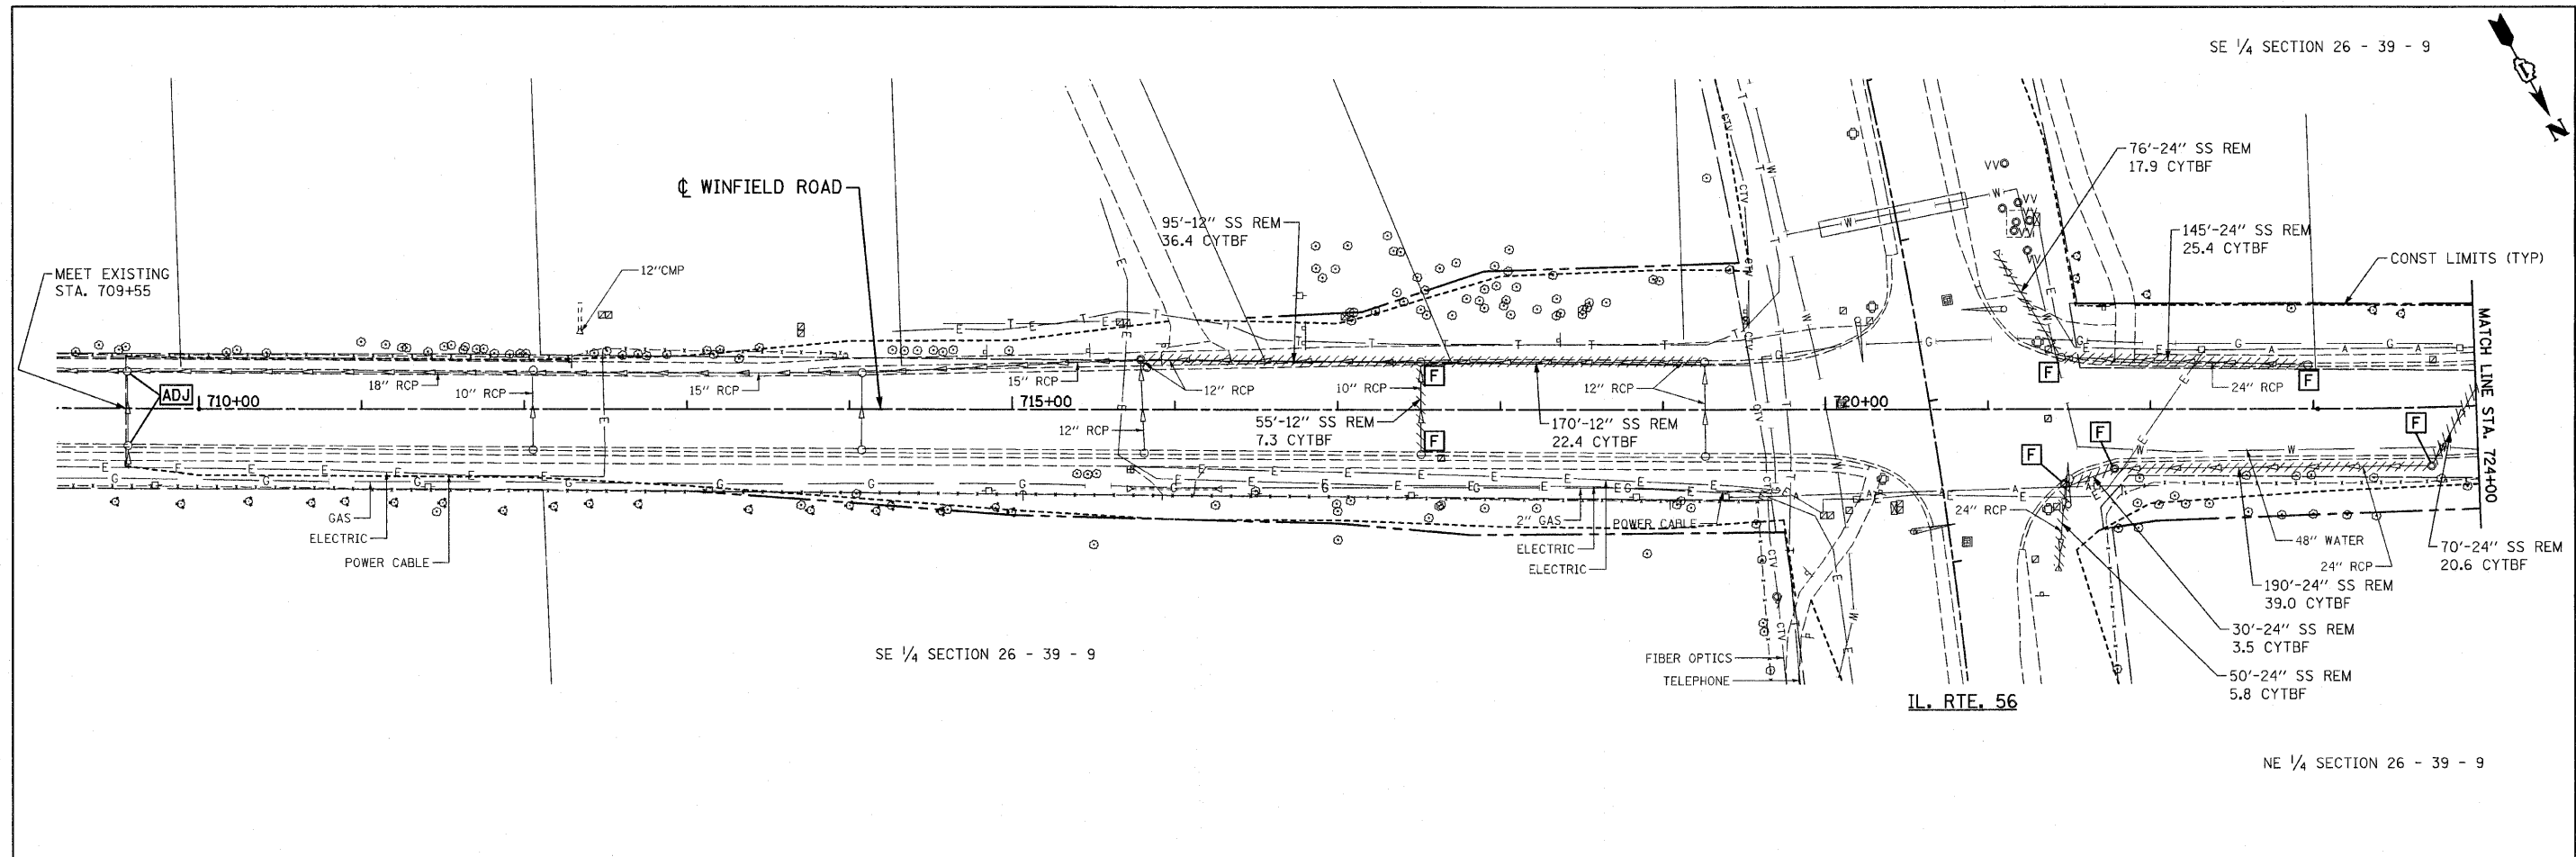 SE 1/4 SECTION 26 - 39 - 9
N
76'-24" SS REM
17.9 CYTBF
℄ WINFIELD ROAD
95'-12" SS REM
36.4 CYTBF
145'-24" SS REM
25.4 CYTBF
CONST LIMITS (TYP)
MEET EXISTING
STA. 709+55
12"CMP
MATCH LINE STA. 724+00
18" RCP
10" RCP
15" RCP
15" RCP
12" RCP
10" RCP
12" RCP
24" RCP
F
F
F
ADJ
710+00
715+00
720+00
12" RCP
55'-12" SS REM
7.3 CYTBF
170'-12" SS REM
22.4 CYTBF
F
F
F
F
GAS
ELECTRIC
POWER CABLE
2" GAS
POWER CABLE
ELECTRIC
ELECTRIC
24" RCP
48" WATER
24" RCP
70'-24" SS REM
20.6 CYTBF
190'-24" SS REM
39.0 CYTBF
30'-24" SS REM
3.5 CYTBF
50'-24" SS REM
5.8 CYTBF
SE 1/4 SECTION 26 - 39 - 9
FIBER OPTICS
TELEPHONE
IL. RTE. 56
NE 1/4 SECTION 26 - 39 - 9